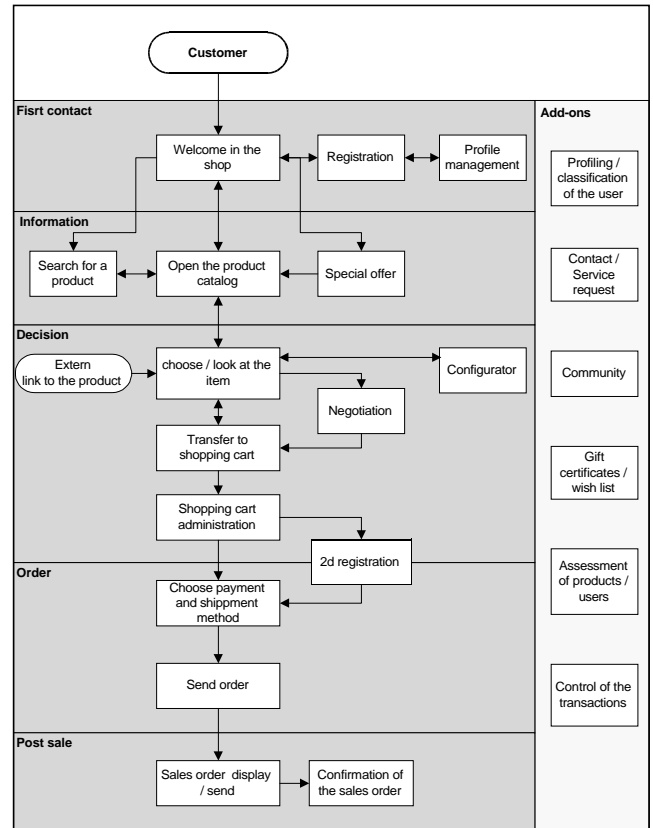 Customer
Fisrt contact
Add-ons
Welcome in the
shop
Registration
Profile
management
Profiling /
classification
of the user
Information
Search for a
product
Open the product
catalog
Special offer
Contact /
Service
request
Decision
Extern
link to the product
choose / look at the
item
Configurator
Community
Negotiation
Transfer to
shopping cart
Gift
certificates /
wish list
Shopping cart
administration
2d registration
Order
Choose payment
and shippment
method
Assessment
of products /
users
Send order
Control of the
transactions
Post sale
Sales order display
/ send
Confirmation of
the sales order